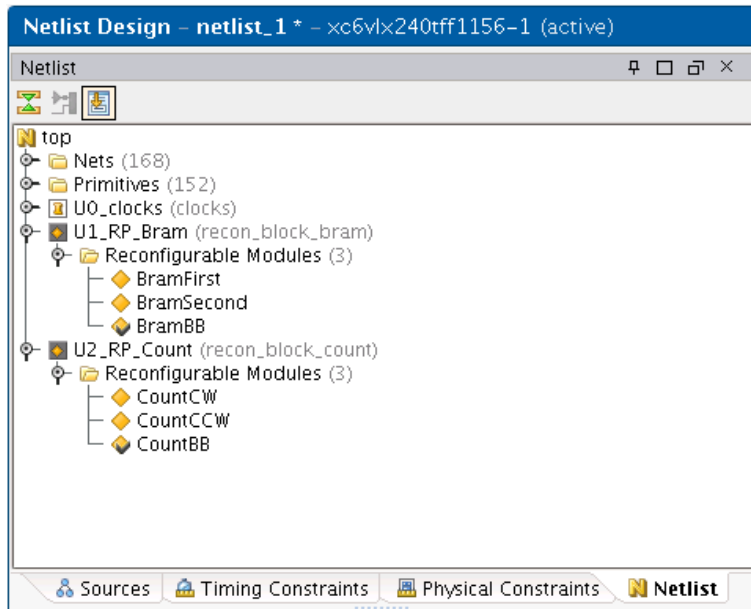 Netlist Design – netlist_1 * – xc6vlx240tff1156–1 (active)
Netlist
top
Nets (168)
Primitives (152)
U0_clocks (clocks)
U1_RP_Bram (recon_block_bram)
Reconfigurable Modules (3)
BramFirst
BramSecond
BramBB
U2_RP_Count (recon_block_count)
Reconfigurable Modules (3)
CountCW
CountCCW
CountBB
Sources Timing Constraints Physical Constraints Netlist